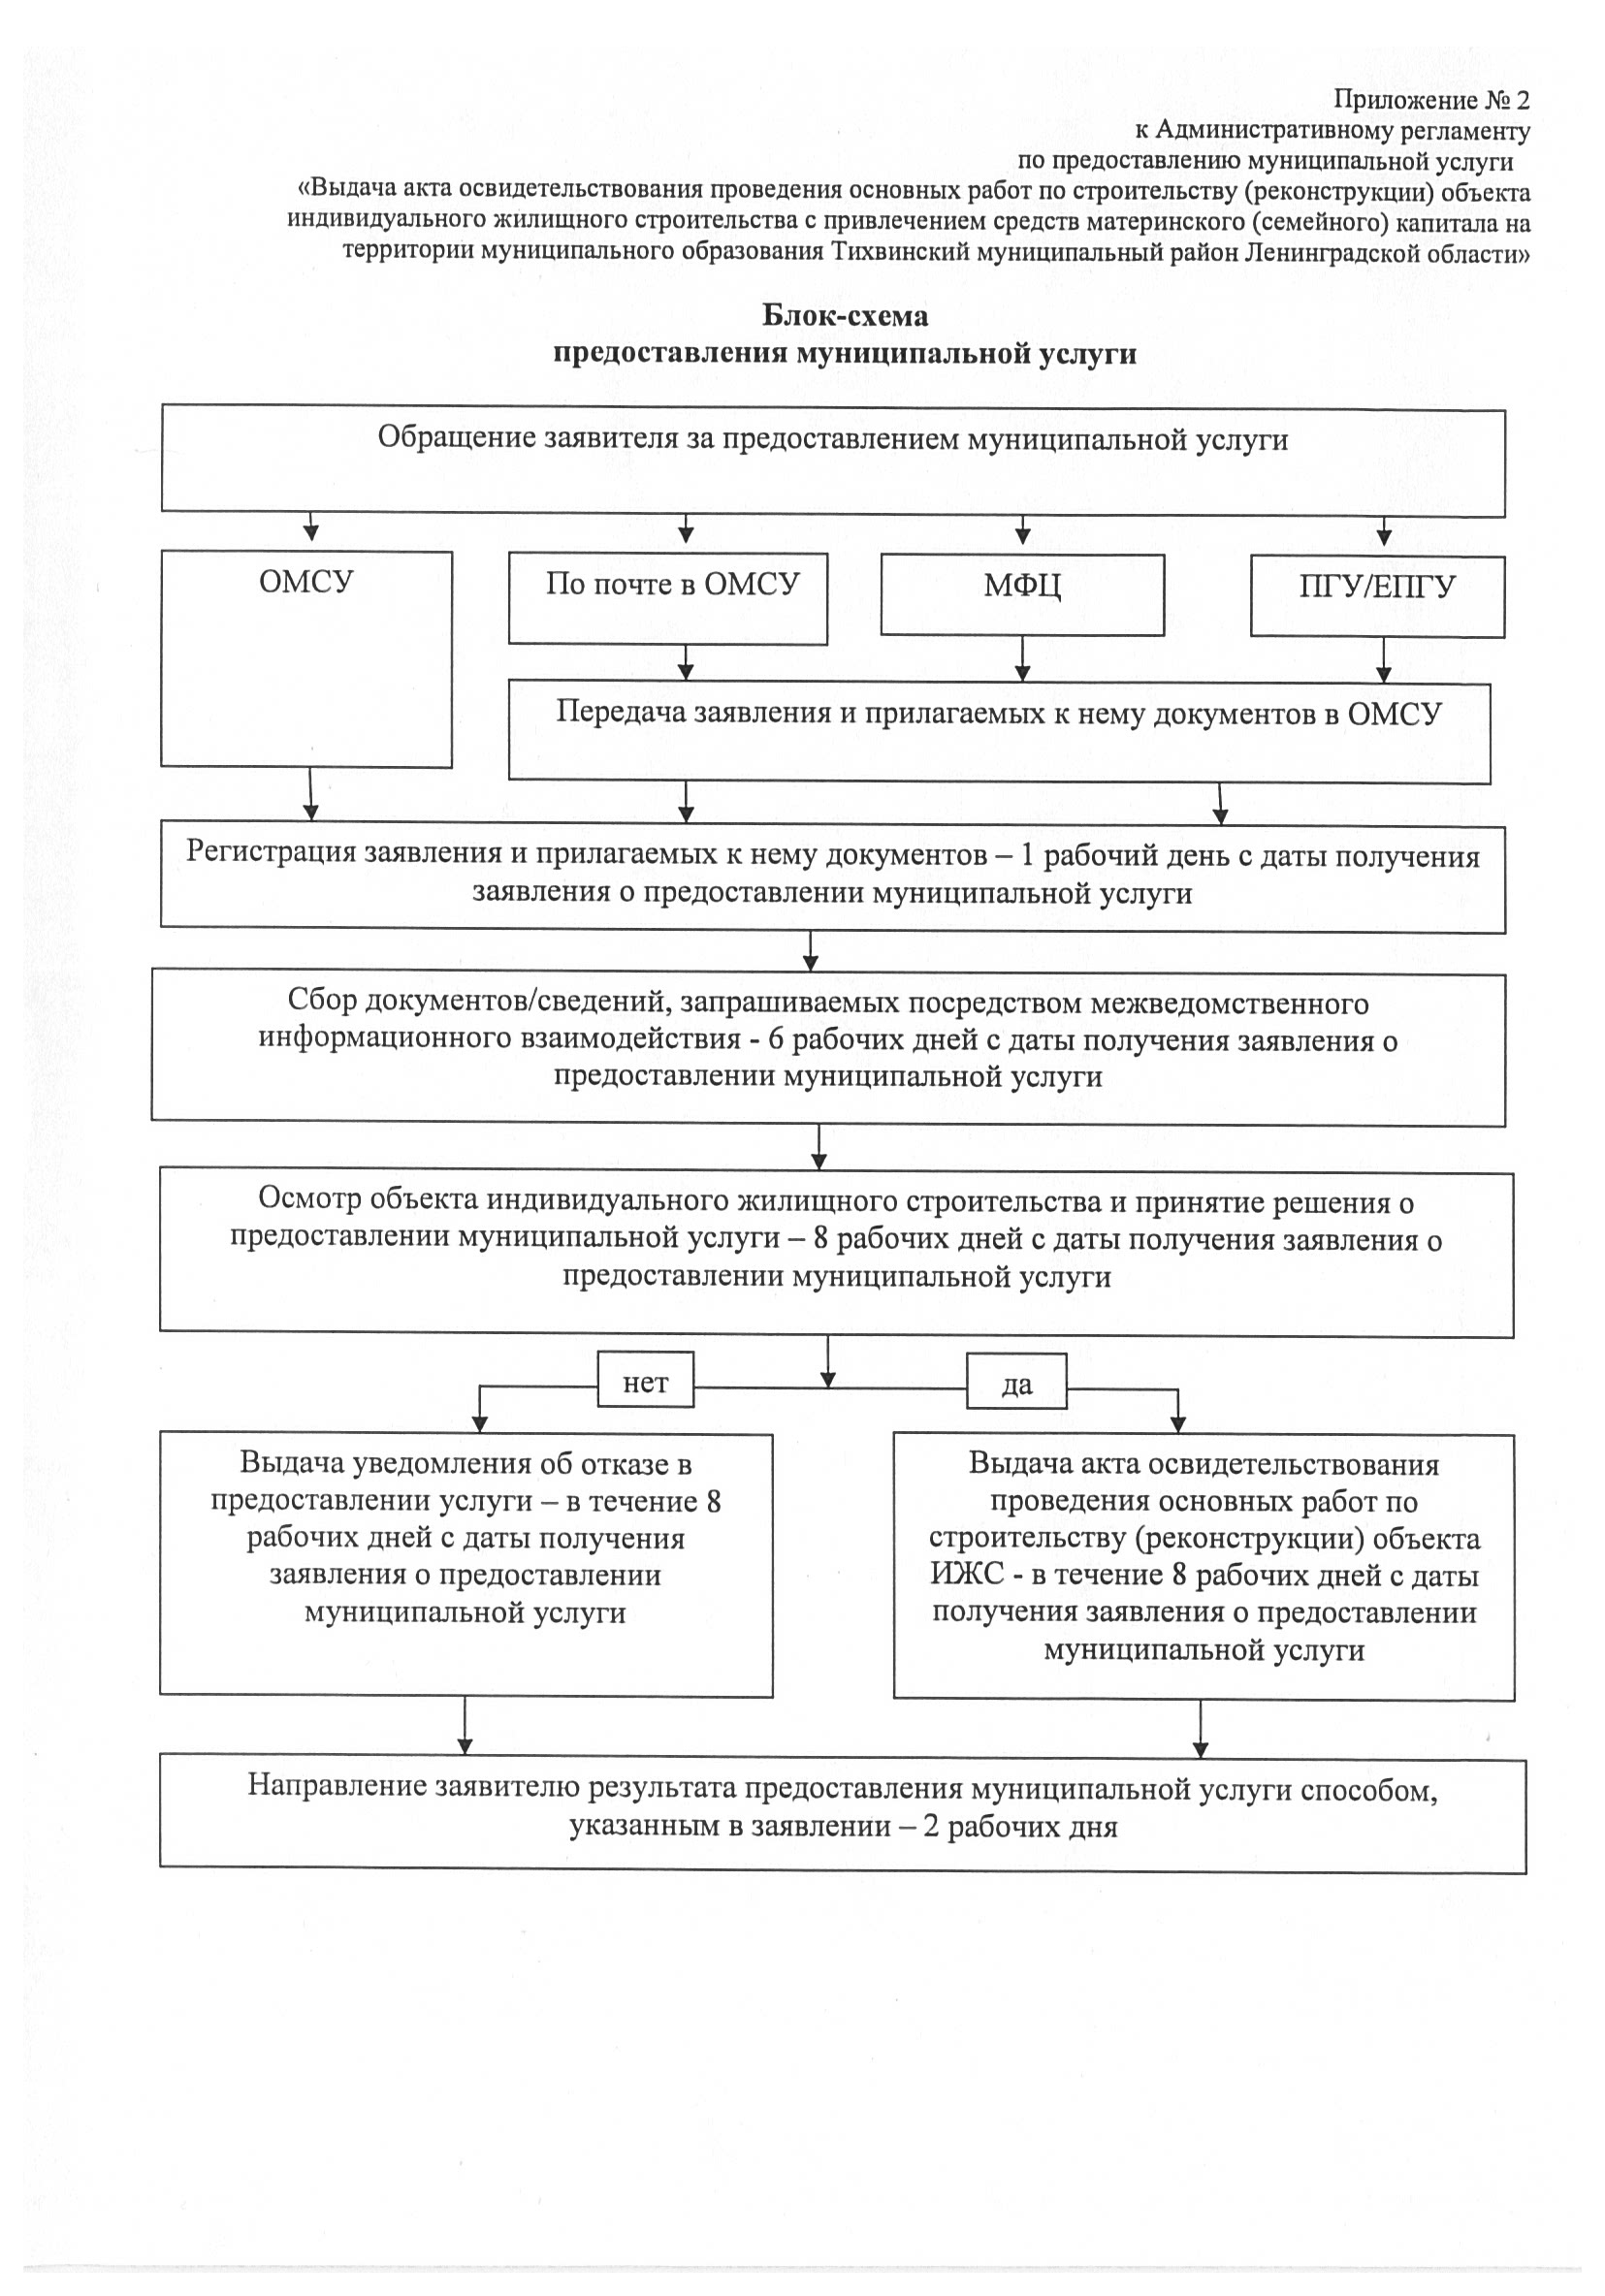 Приложение № 2
к Административному регламенту
по предоставлению муниципальной услуги
«Выдача акта освидетельствования проведения основных работ по строительству (реконструкции) объекта
индивидуального жилищного строительства с привлечением средств материнского (семейного) капитала на
территории муниципального образования Тихвинский муниципальный район Ленинградской области»
Блок-схема
предоставления муниципальной услуги
Обращение заявителя за предоставлением муниципальной услуги
ОМСУ
По почте в ОМСУ
МФЦ
ПГУ/ЕПГУ
Передача заявления и прилагаемых к нему документов в ОМСУ
Регистрация заявления и прилагаемых к нему документов – 1 рабочий день с даты получения
заявления о предоставлении муниципальной услуги
Сбор документов/сведений, запрашиваемых посредством межведомственного
информационного взаимодействия - 6 рабочих дней с даты получения заявления о
предоставлении муниципальной услуги
Осмотр объекта индивидуального жилищного строительства и принятие решения о
предоставлении муниципальной услуги – 8 рабочих дней с даты получения заявления о
предоставлении муниципальной услуги
нет
да
Выдача уведомления об отказе в
предоставлении услуги – в течение 8
рабочих дней с даты получения
заявления о предоставлении
муниципальной услуги
Выдача акта освидетельствования
проведения основных работ по
строительству (реконструкции) объекта
ИЖС - в течение 8 рабочих дней с даты
получения заявления о предоставлении
муниципальной услуги
Направление заявителю результата предоставления муниципальной услуги способом,
указанным в заявлении – 2 рабочих дня